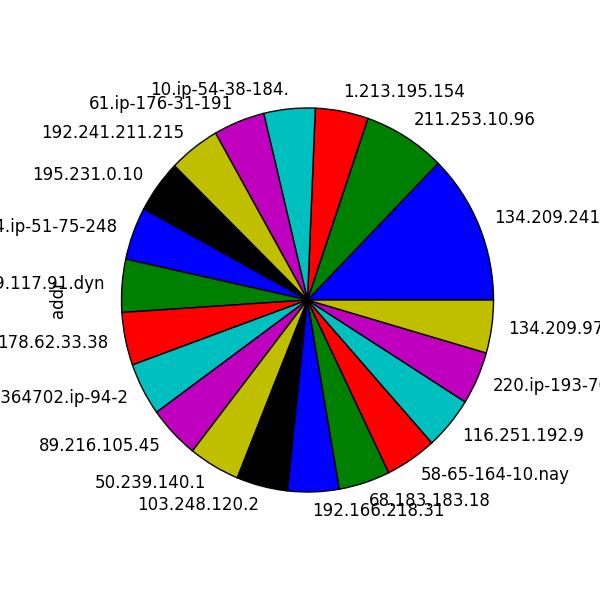 10.ip-54-38-184.
1.213.195.154
61.ip-176-31-191
211.253.10.96
192.241.211.215
195.231.0.10
134.209.241
4.ip-51-75-248
9.117.91.dyn
addr
134.209.97
178.62.33.38
220.ip-193-70
364702.ip-94-2
116.251.192.9
89.216.105.45
58-65-164-10.nay
50.239.140.1
68.183.183.18
103.248.120.2
192.166.218.31